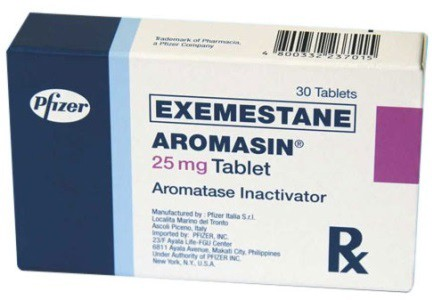 Trademark of Pharmacia,
a Pfizer Company
4 800332 237015
30 Tablets
Pfizer
EXEMESTANE
AROMASIN®
25 mg Tablet
Aromatase Inactivator
Manufactured by : Pfizer Italia S.r.l.
Localita Marino del Tronto
Ascoli Piceno, Italy
Imported by: PFIZER, INC.
23/F Ayala Life-FGU Center
6811 Ayala Avenue, Makati City, Philippines
Under Authority of PFIZER INC.
New York, N.Y., U.S.A.
Rx